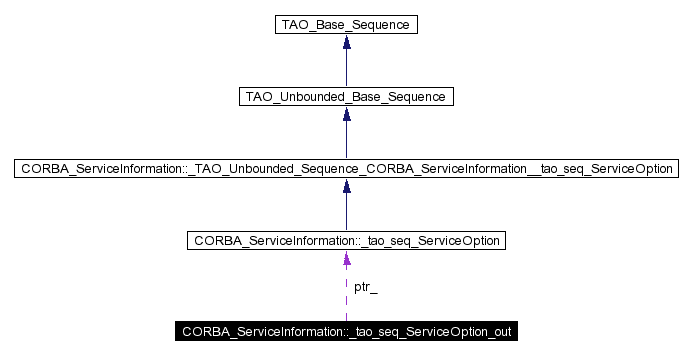 TAO_Base_Sequence
TAO_Unbounded_Base_Sequence
CORBA_ServiceInformation::_TAO_Unbounded_Sequence_CORBA_ServiceInformation__tao_seq_ServiceOption
CORBA_ServiceInformation::_tao_seq_ServiceOption
ptr_
CORBA_ServiceInformation::_tao_seq_ServiceOption_out